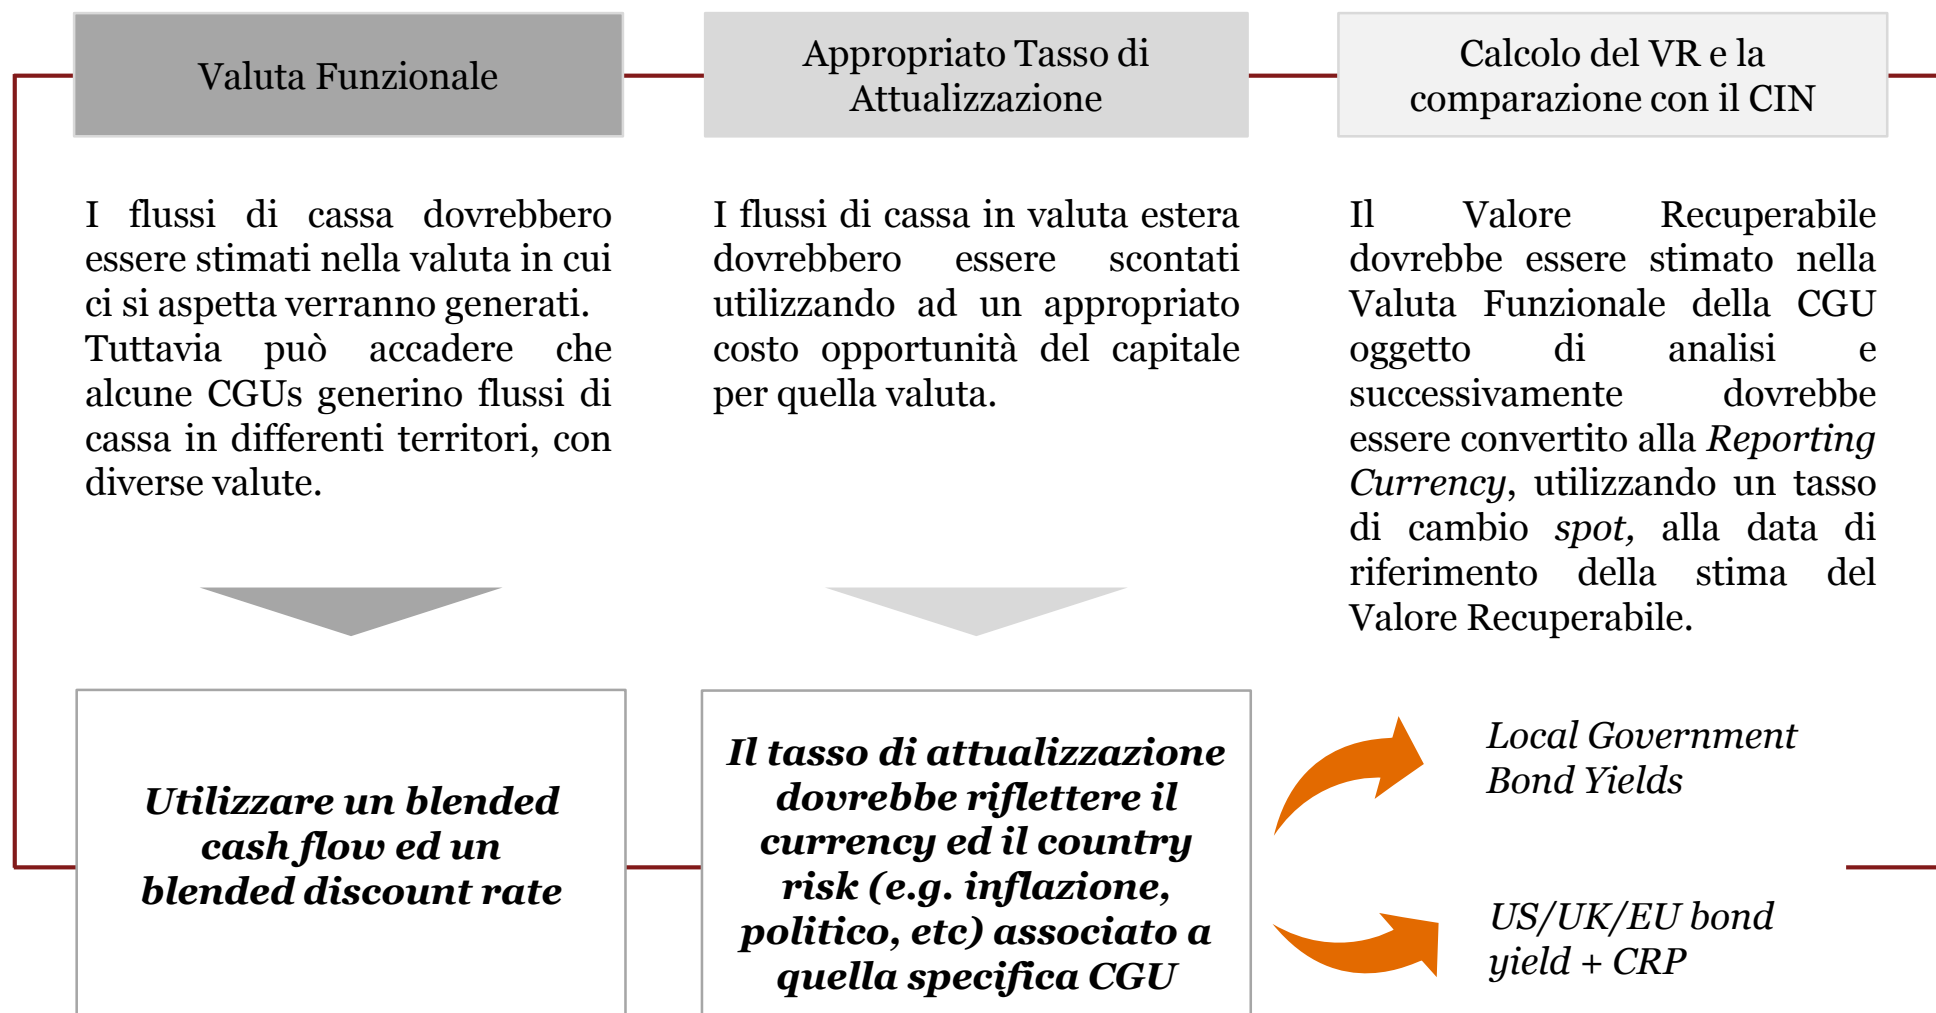 Valuta Funzionale
Appropriato Tasso di
Attualizzazione
Calcolo del VR e la
comparazione con il CIN
I flussi di cassa dovrebbero
essere stimati nella valuta in cui
ci si aspetta verranno generati.
Tuttavia può accadere che
alcune CGUs generino flussi di
cassa in differenti territori, con
diverse valute.
I flussi di cassa in valuta estera
dovrebbero essere scontati
utilizzando ad un appropriato
costo opportunità del capitale
per quella valuta.
Il Valore Recuperabile
dovrebbe essere stimato nella
Valuta Funzionale della CGU
oggetto di analisi e
successivamente dovrebbe
essere convertito alla Reporting
Currency, utilizzando un tasso
di cambio spot, alla data di
riferimento della stima del
Valore Recuperabile.
Utilizzare un blended
cash flow ed un
blended discount rate
Il tasso di attualizzazione
dovrebbe riflettere il
currency ed il country
risk (e.g. inflazione,
politico, etc) associato a
quella specifica CGU
Local Government
Bond Yields
US/UK/EU bond
yield + CRP